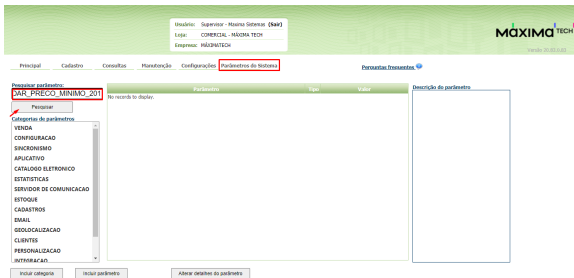 Usuário: Supervisor - Maxima Sistemas (Sair)
Loja: COMERCIAL - MÁXIMA TECH
Empresa: MÁXIMATECH
MÁXIMA TECH
Principal Cadastro Consultas Manutenção Configurações Parâmetros do Sistema Perguntas frequentes
Pesquisar parâmetro:
DAR_PRECO_MINIMO_201
Pesquisar
Categorias de parâmetros
VENDA
CONFIGURACAO
SINCRONISMO
APLICATIVO
CATALOGO ELETRONICO
ESTATISTICAS
SERVIDOR DE COMUNICACAO
ESTOQUE
CADASTROS
EMAIL
GEOLOCALIZACAO
CLIENTES
PERSONALIZACAO
INTEGRACAO
Parâmetro Tipo Valor
No records to display.
Descrição do parâmetro
Incluir categoria Incluir parâmetro Alterar detalhes do parâmetro